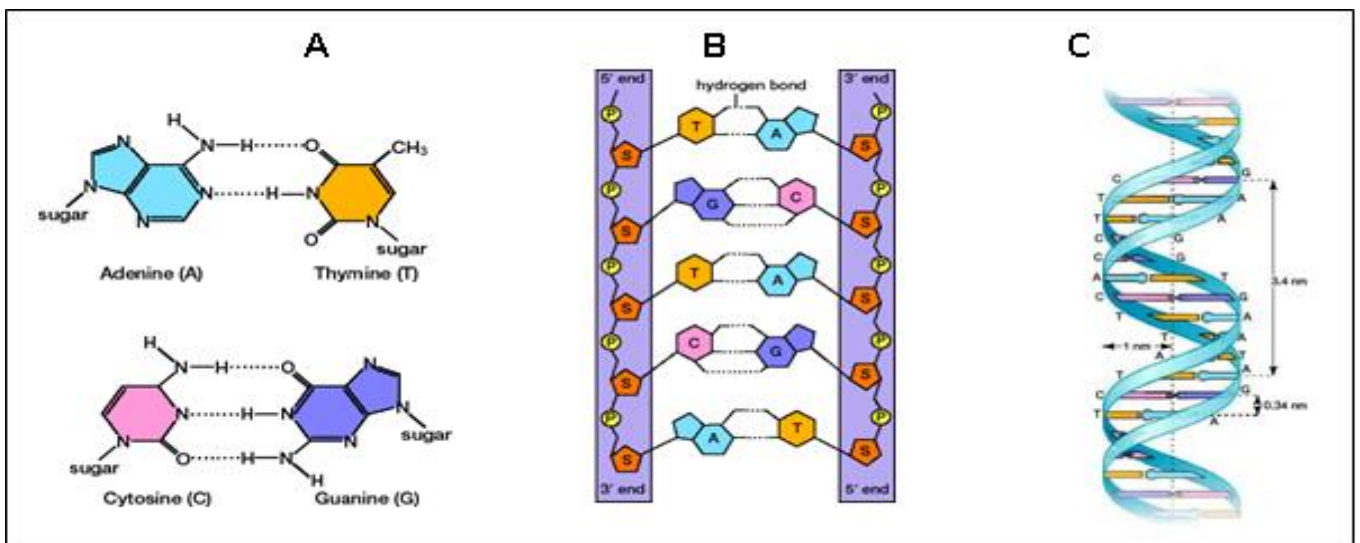 A
B
C
H
N
H
O
CH3
N
N
N
H
N
N
N
N
sugar
O
sugar
Adenine (A)
Thymine (T)
H
N
H
O
N
N
H
N
N
N
sugar
N
O
H
N
sugar
H
Cytosine (C)
Guanine (G)
5' end
3' end
hydrogen bond
P
P
T
A
S
S
P
P
G
C
S
S
P
P
T
A
S
S
P
P
C
G
S
S
P
P
A
T
S
S
3' end
5' end
C
G
T
A
T
A
C
G
C
G
A
T
3.4 nm
C
G
T
A
T
A
1 nm
A
T
T
A
C
G
0.34 nm
T
A